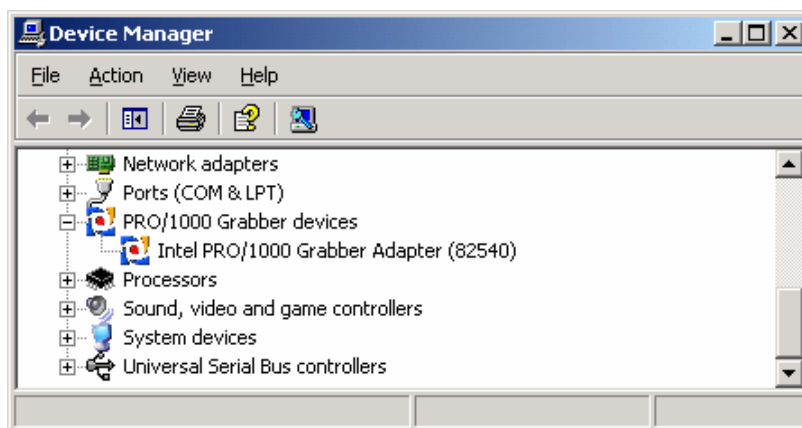 Device Manager
File Action View Help
Network adapters
Ports (COM & LPT)
PRO/1000 Grabber devices
Intel PRO/1000 Grabber Adapter (82540)
Processors
Sound, video and game controllers
System devices
Universal Serial Bus controllers